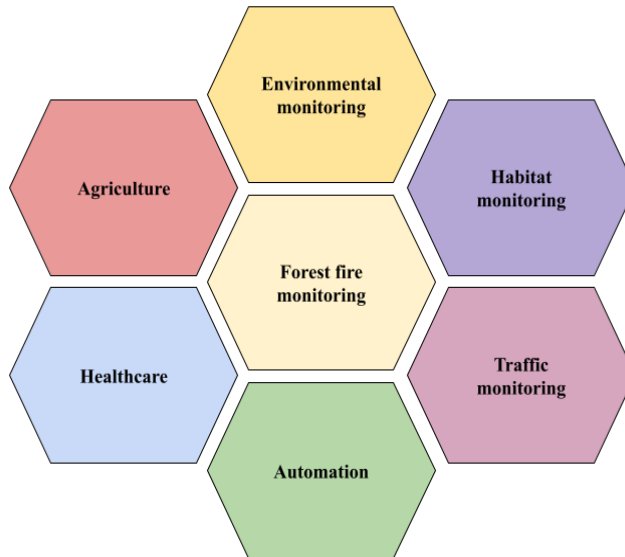 Environmental
monitoring
Agriculture
Habitat
monitoring
Forest fire
monitoring
Healthcare
Traffic
monitoring
Automation